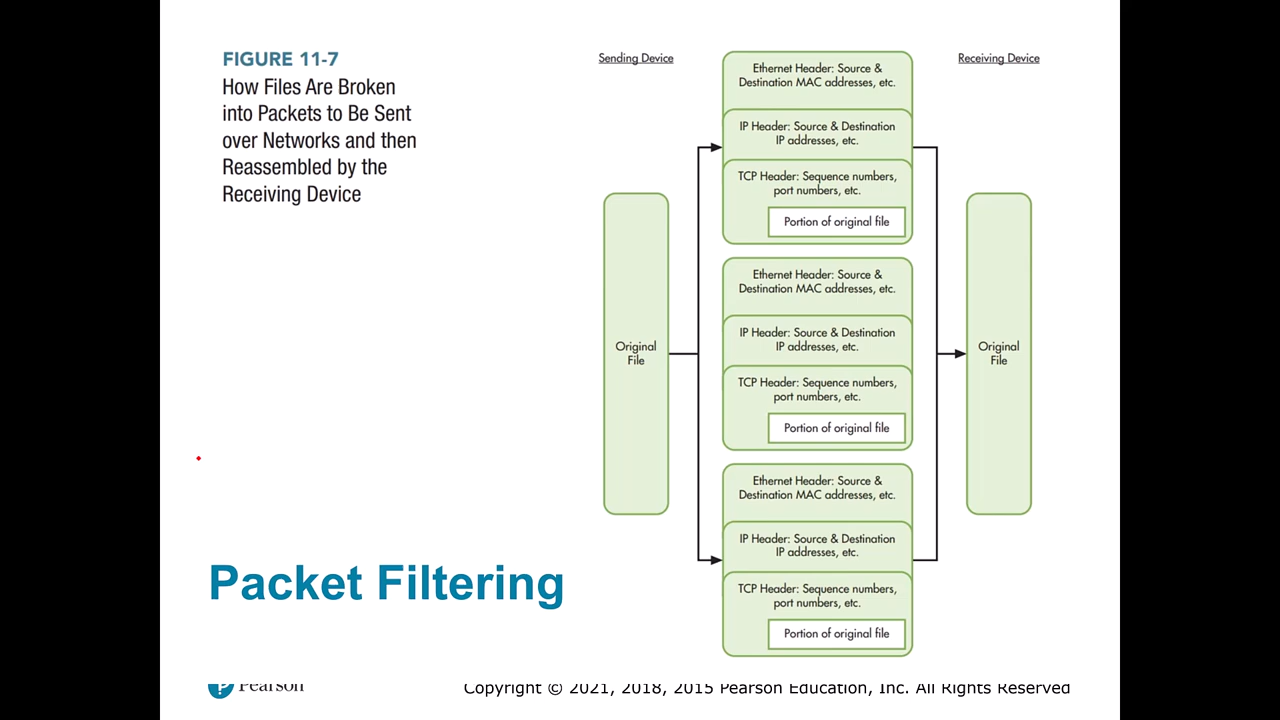 FIGURE 11-7
How Files Are Broken
into Packets to Be Sent
over Networks and then
Reassembled by the
Receiving Device
Sending Device
Receiving Device
Original
File
Ethernet Header: Source &
Destination MAC addresses, etc.
IP Header: Source & Destination
IP addresses, etc.
TCP Header: Sequence numbers,
port numbers, etc.
Portion of original file
Ethernet Header: Source &
Destination MAC addresses, etc.
IP Header: Source & Destination
IP addresses, etc.
TCP Header: Sequence numbers,
port numbers, etc.
Portion of original file
Ethernet Header: Source &
Destination MAC addresses, etc.
IP Header: Source & Destination
IP addresses, etc.
TCP Header: Sequence numbers,
port numbers, etc.
Portion of original file
Original
File
Packet Filtering
Pearson
Copyright © 2021, 2018, 2015 Pearson Education, Inc. All Rights Reserved